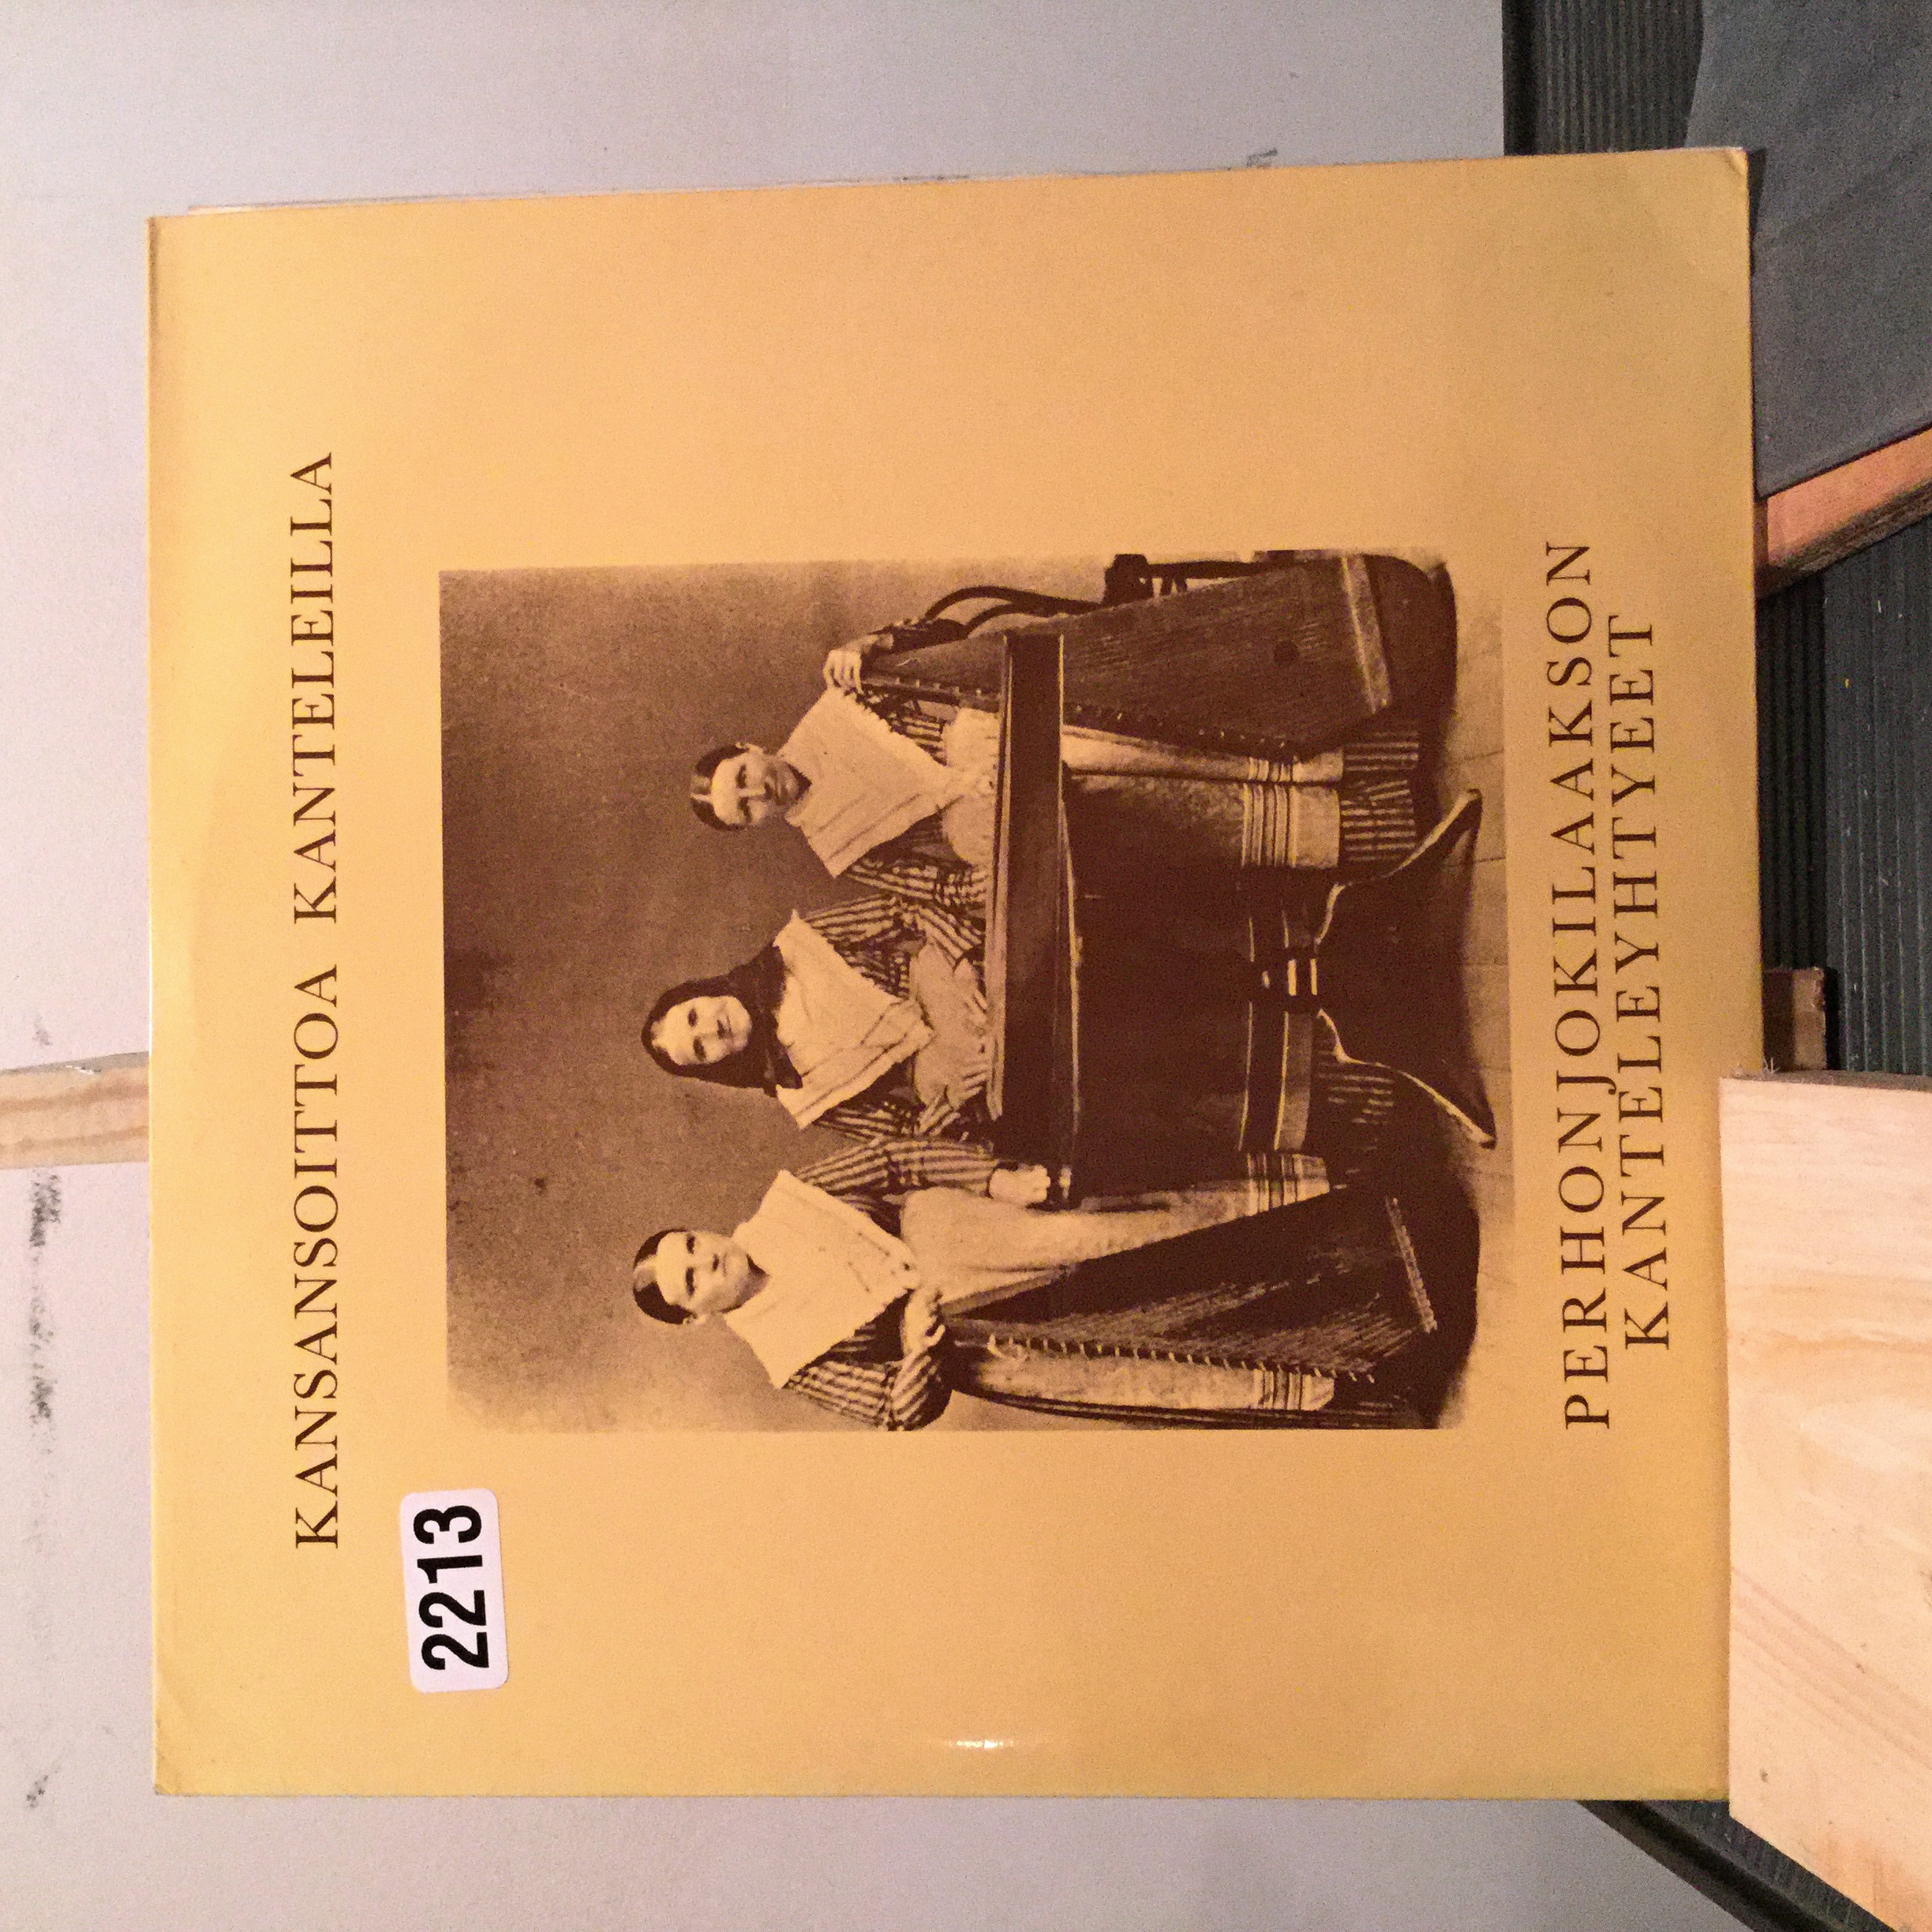 KANSANSOITTOA KANTELEILLA
2213
PERHONJOKILAAKSON
KANTELEYHTYEET